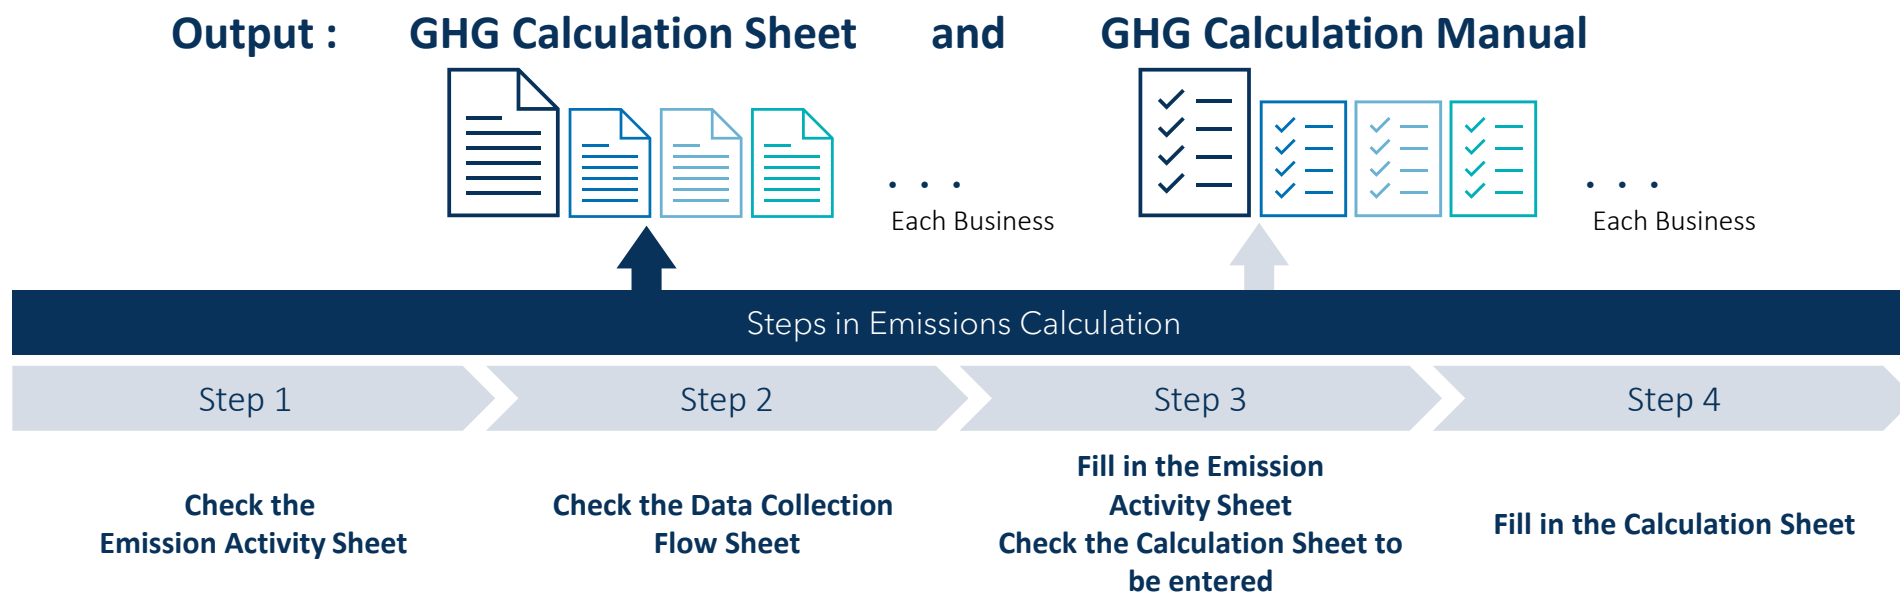 Output : GHG Calculation Sheet and GHG Calculation Manual
. . .
Each Business
. . .
Each Business
Steps in Emissions Calculation
Step 1
Step 2
Step 3
Step 4
Check the
Emission Activity Sheet
Check the Data Collection
Flow Sheet
Fill in the Emission
Activity Sheet
Check the Calculation Sheet to
be entered
Fill in the Calculation Sheet